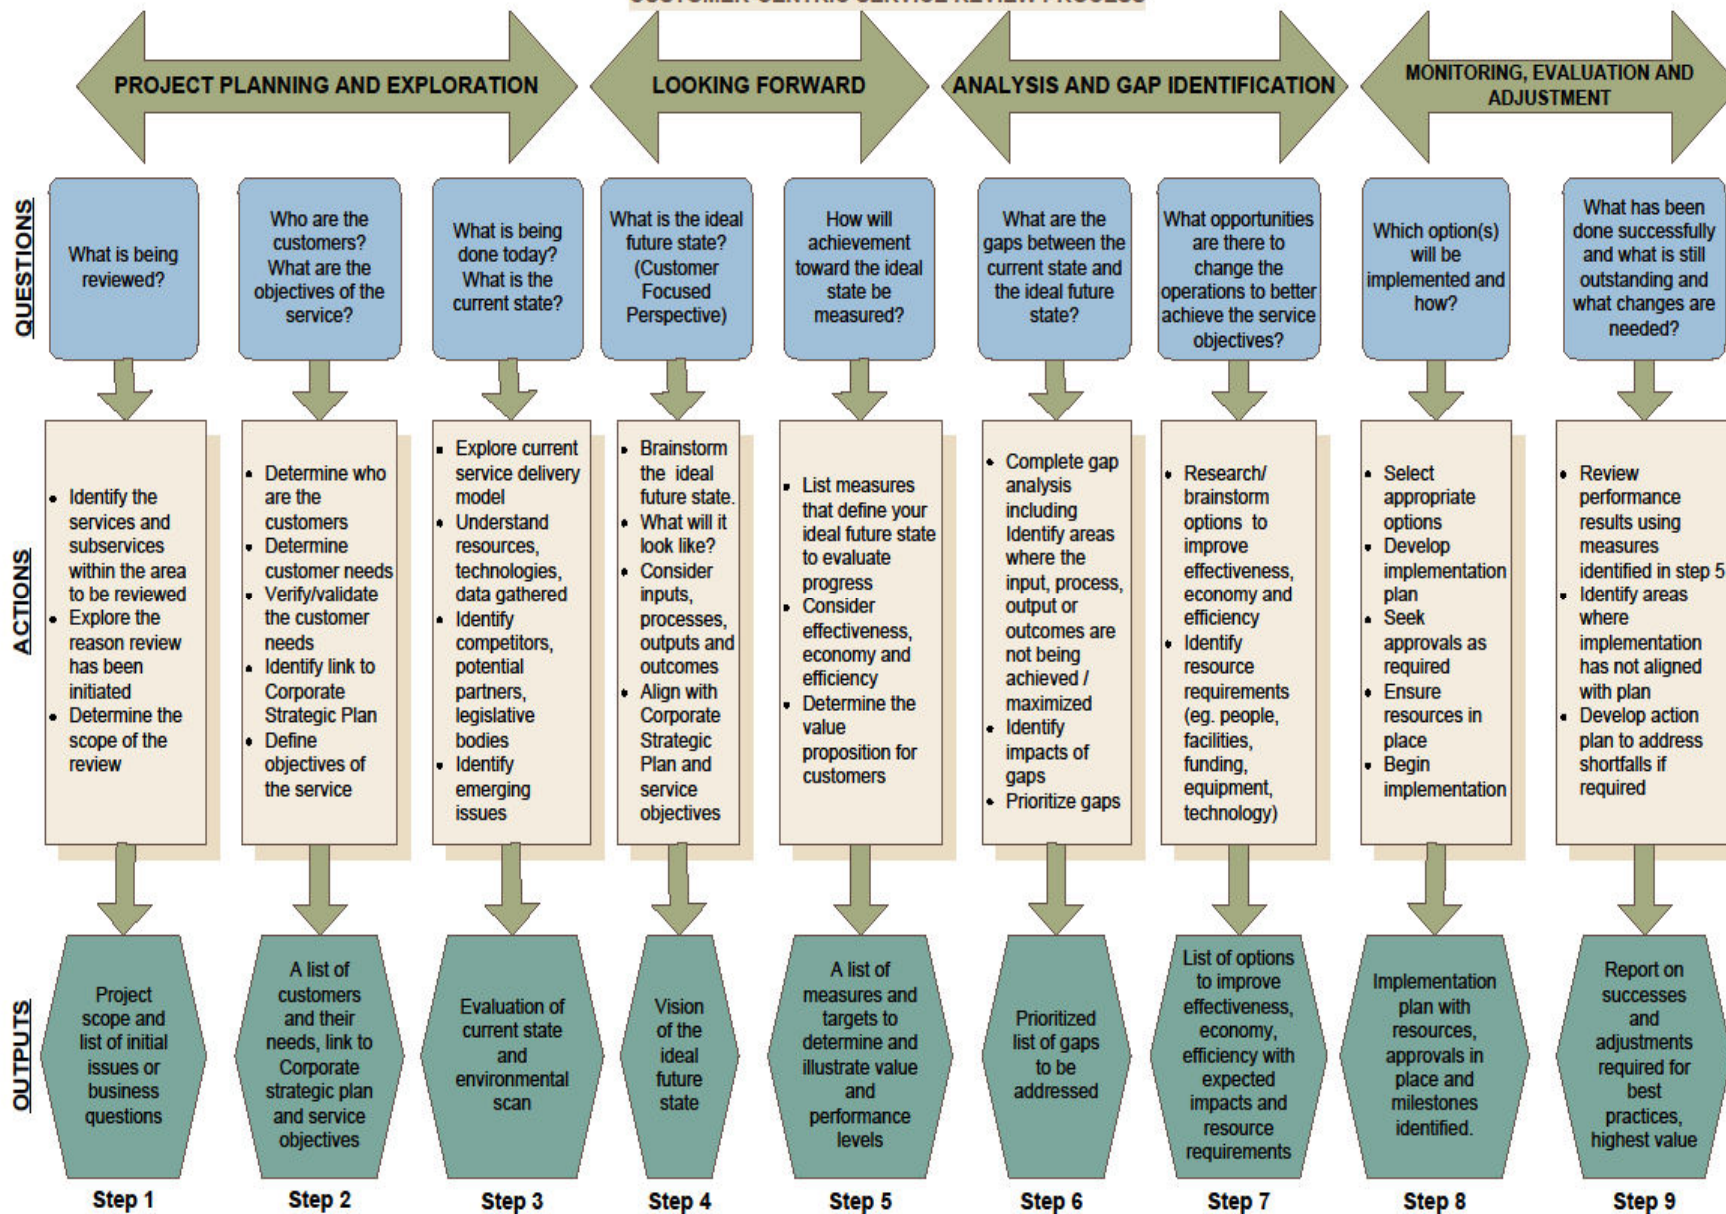 CUSTOMER CENTRIC SERVICE REVIEW PROCESS
PROJECT PLANNING AND EXPLORATION
LOOKING FORWARD
ANALYSIS AND GAP IDENTIFICATION
MONITORING, EVALUATION AND
ADJUSTMENT
QUESTIONS
What is being
reviewed?
Who are the
customers?
What are the
objectives of the
service?
What is being
done today?
What is the
current state?
What is the ideal
future state?
(Customer
Focused
Perspective)
How will
achievement
toward the ideal
state be
measured?
What are the
gaps between the
current state and
the ideal future
state?
What opportunities
are there to
change the
operations to better
achieve the service
objectives?
Which option(s)
will be
implemented and
how?
What has been
done successfully
and what is still
outstanding and
what changes are
needed?
ACTIONS
• Identify the
services and
subservices
within the area
to be reviewed
• Explore the
reason review
has been
initiated
• Determine the
scope of the
review
• Determine who
are the
customers
• Determine
customer needs
• Verify/validate
the customer
needs
• Identify link to
Corporate
Strategic Plan
• Define
objectives of
the service
• Explore current
service delivery
model
• Understand
resources,
technologies,
data gathered
• Identify
competitors,
potential
partners,
legislative
bodies
• Identify
emerging
issues
• Brainstorm
the ideal
future state.
• What will it
look like?
• Consider
inputs,
processes,
outputs and
outcomes
• Align with
Corporate
Strategic
Plan and
service
objectives
• List measures
that define your
ideal future state
to evaluate
progress
• Consider
effectiveness,
economy and
efficiency
• Determine the
value
proposition for
customers
• Complete gap
analysis
including
Identify areas
where the
input, process,
output or
outcomes are
not being
achieved /
maximized
• Identify
impacts of
gaps
• Prioritize gaps
• Research/
brainstorm
options to
improve
effectiveness,
economy and
efficiency
• Identify
resource
requirements
(eg. people,
facilities,
funding,
equipment,
technology)
• Select
appropriate
options
• Develop
implementation
plan
• Seek
approvals as
required
• Ensure
resources in
place
• Begin
implementation
• Review
performance
results using
measures
identified in step 5
• Identify areas
where
implementation
has not aligned
with plan
• Develop action
plan to address
shortfalls if
required
OUTPUTS
Project
scope and
list of initial
issues or
business
questions
A list of
customers
and their
needs, link to
Corporate
strategic plan
and service
objectives
Evaluation of
current state
and
environmental
scan
Vision
of the
ideal
future
state
A list of
measures and
targets to
determine and
illustrate value
and
performance
levels
Prioritized
list of gaps
to be
addressed
List of options
to improve
effectiveness,
economy,
efficiency with
expected
impacts and
resource
requirements
Implementation
plan with
resources,
approvals in
place and
milestones
identified.
Report on
successes
and
adjustments
required for
best
practices,
highest value
Step 1
Step 2
Step 3
Step 4
Step 5
Step 6
Step 7
Step 8
Step 9